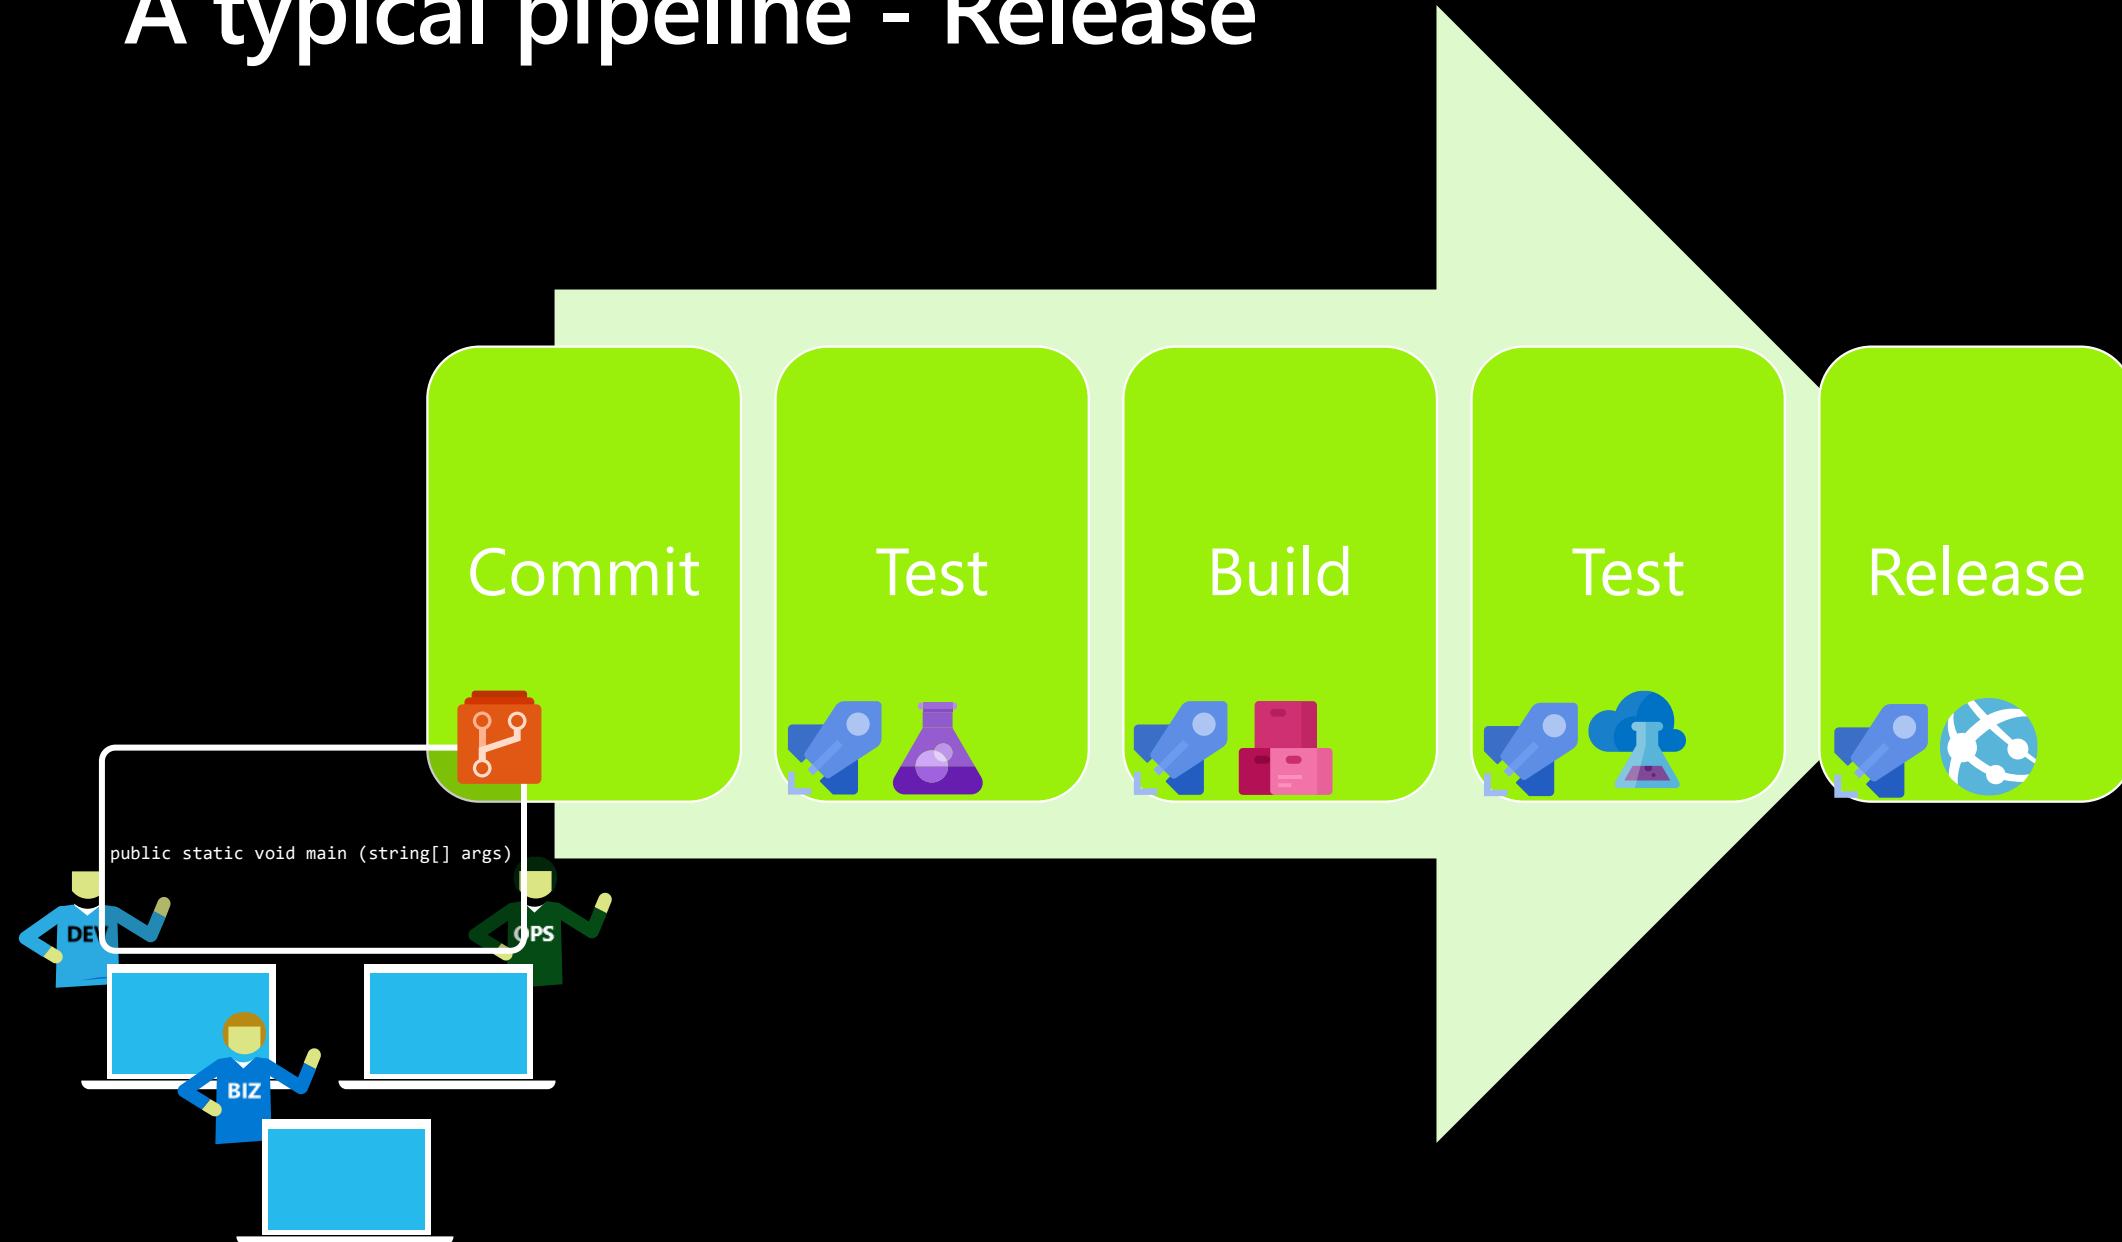 A typical pipeline - Release
Commit
Test
Build
Test
Release
public static void main (string[] args)
DEV
OPS
BIZ